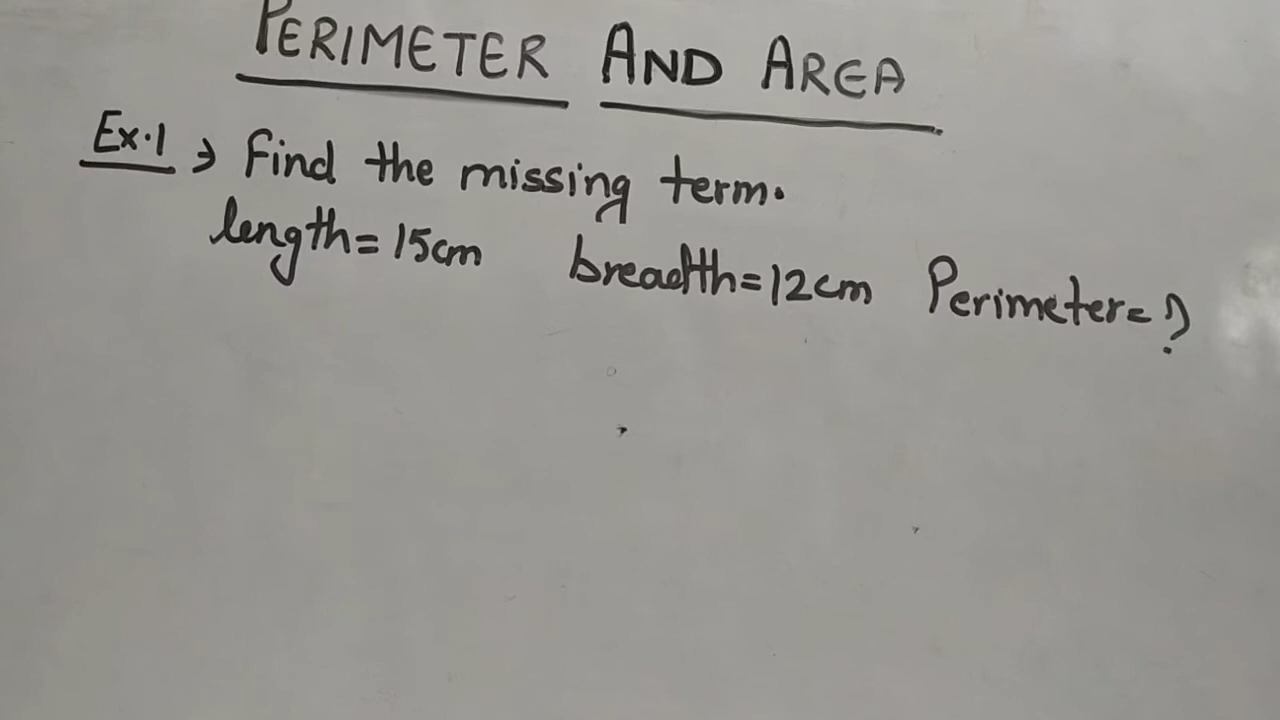 PERIMETER AND AREA
Ex.1 → Find the missing term.
length = 15cm breadth = 12cm Perimeter = ?